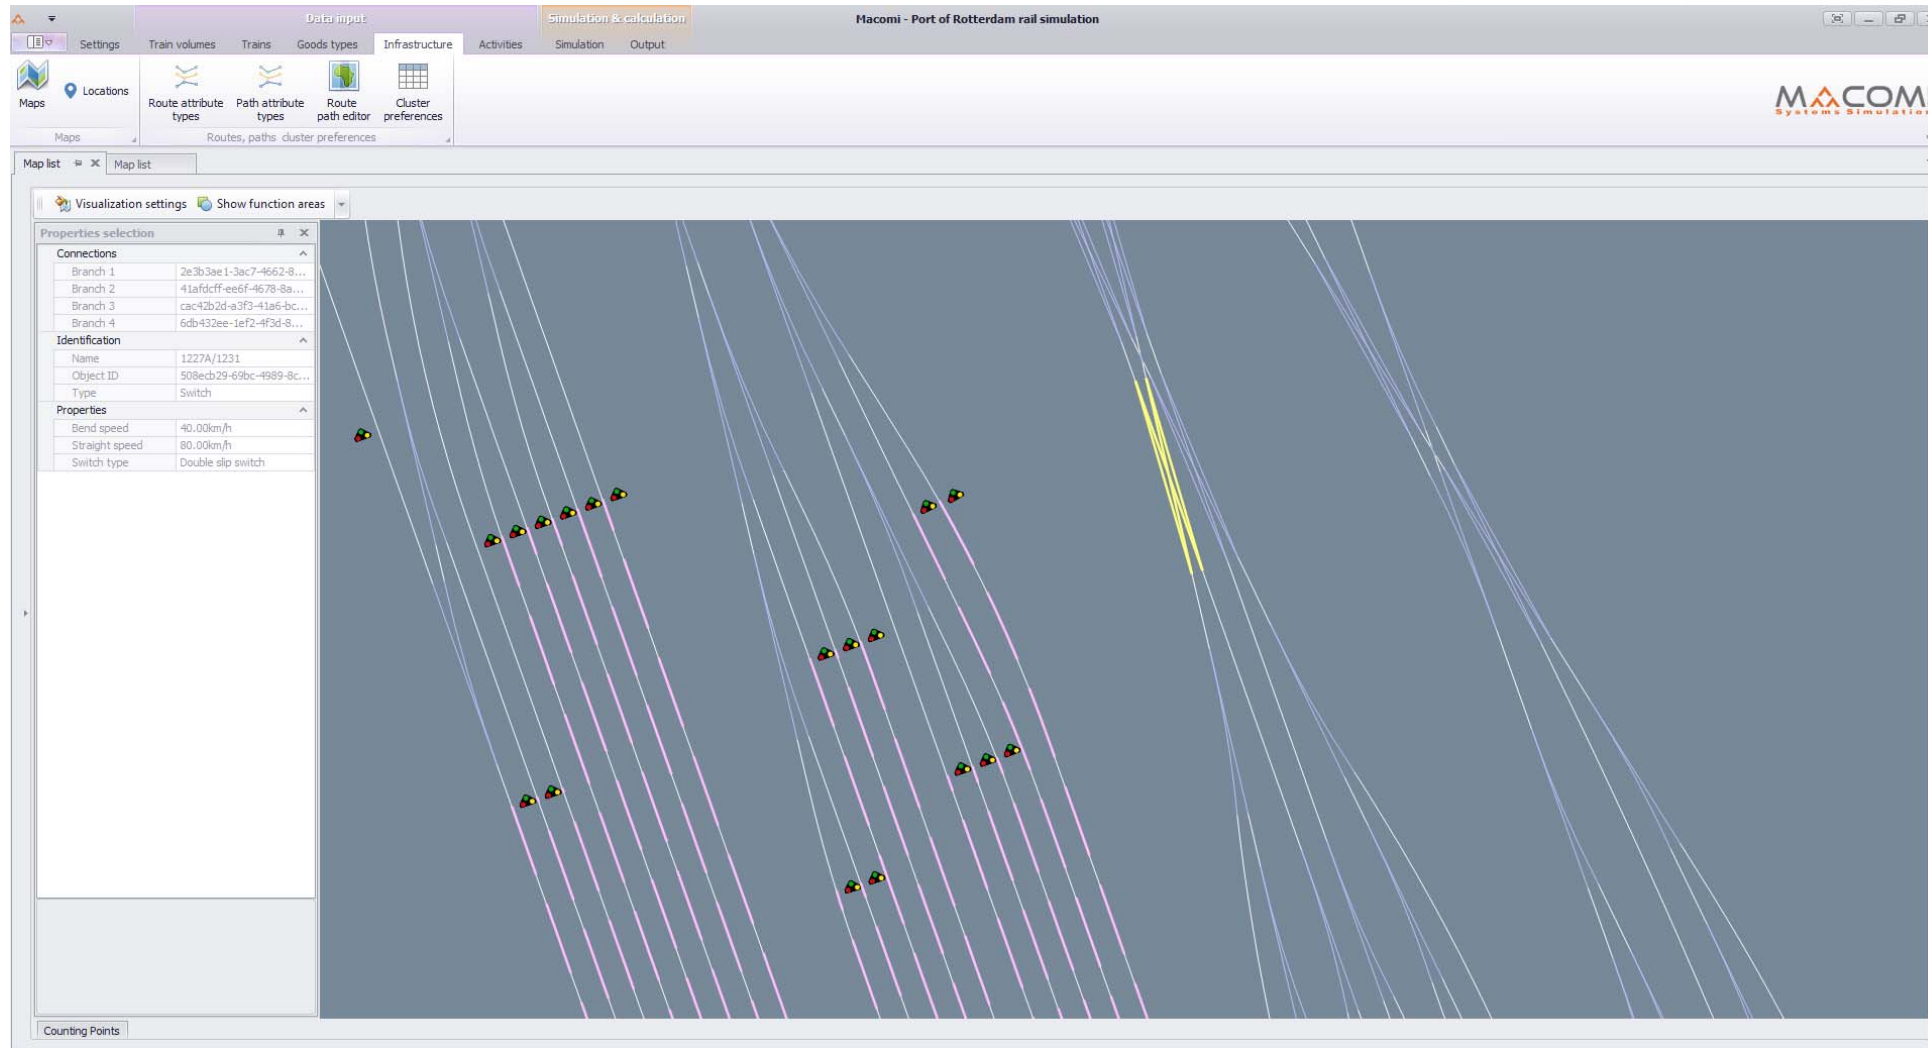 Data input
Simulation & calculation
Macomi - Port of Rotterdam rail simulation
Settings
Train volumes
Trains
Goods types
Infrastructure
Activities
Simulation
Output
Maps
Locations
Route attribute types
Path attribute types
Route path editor
Cluster preferences
Maps
Routes, paths cluster preferences
MACOMI
Systems Simulation
Map list
Map list
Visualization settings
Show function areas
Properties selection
Connections
Branch 1 2e3b3ae1-3ac7-4662-8...
Branch 2 41afdcff-ee6f-4678-8a...
Branch 3 cac42b2d-a3f3-41a6-bc...
Branch 4 6db432ee-1ef2-4f3d-8...
Identification
Name 1227A/1231
Object ID 508ecb29-69bc-4989-8c...
Type Switch
Properties
Bend speed 40.00km/h
Straight speed 80.00km/h
Switch type Double slip switch
Counting Points